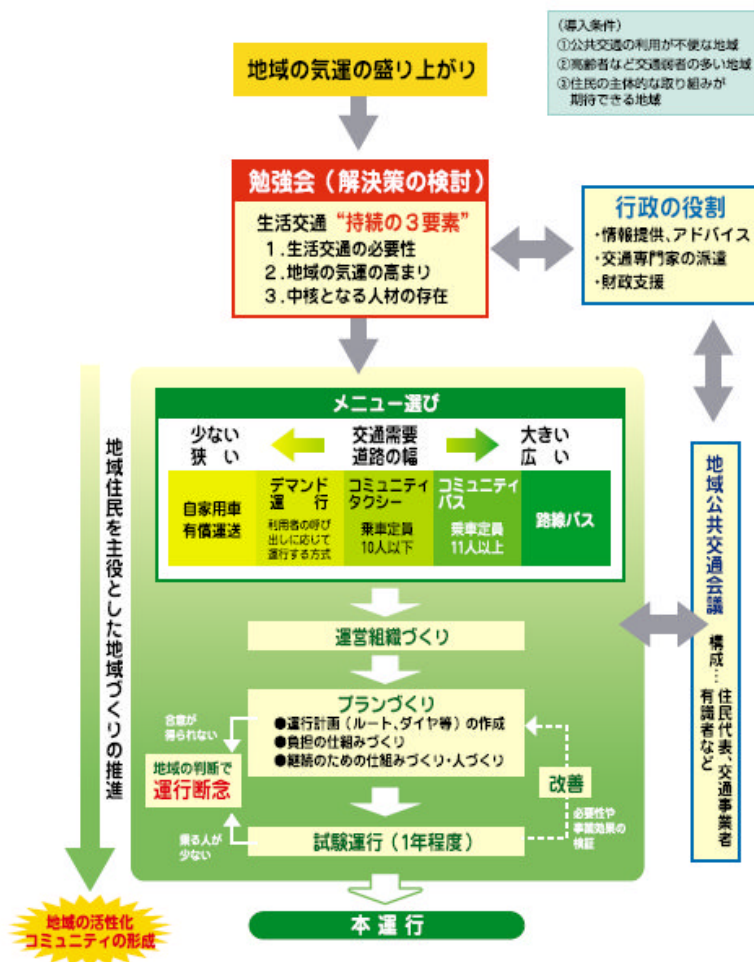 (導入条件)
①公共交通の利用が不便な地域
②高齢者など交通弱者の多い地域
③住民の主体的な取り組みが
期待できる地域
地域の気運の盛り上がり
勉強会(解決策の検討)
生活交通“持続の3要素”
1.生活交通の必要性
2.地域の気運の高まり
3.中核となる人材の存在
行政の役割
・情報提供、アドバイス
・交通専門家の派遣
・財政支援
メニュー選び
少ない
狭い
交通需要
道路の幅
大きい
広い
自家用車
有償運送
デマンド
運行
利用者の呼び
出しに応じて
運行する方式
コミュニティ
タクシー
乗車定員
10人以下
コミュニティ
バス
乗車定員
11人以上
路線バス
運営組織づくり
プランづくり
●運行計画(ルート、ダイヤ等)の作成
●負担の仕組みづくり
●継続のための仕組みづくり・人づくり
合意が
得られない
地域の判断で
運行断念
乗る人が
少ない
改善
必要性や
事業効果の
検証
試験運行(1年程度)
本運行
地域住民を主役とした地域づくりの推進
地域の活性化
コミュニティの形成
地域公共交通会議
構成…
住民代表、交通事業者
有識者など